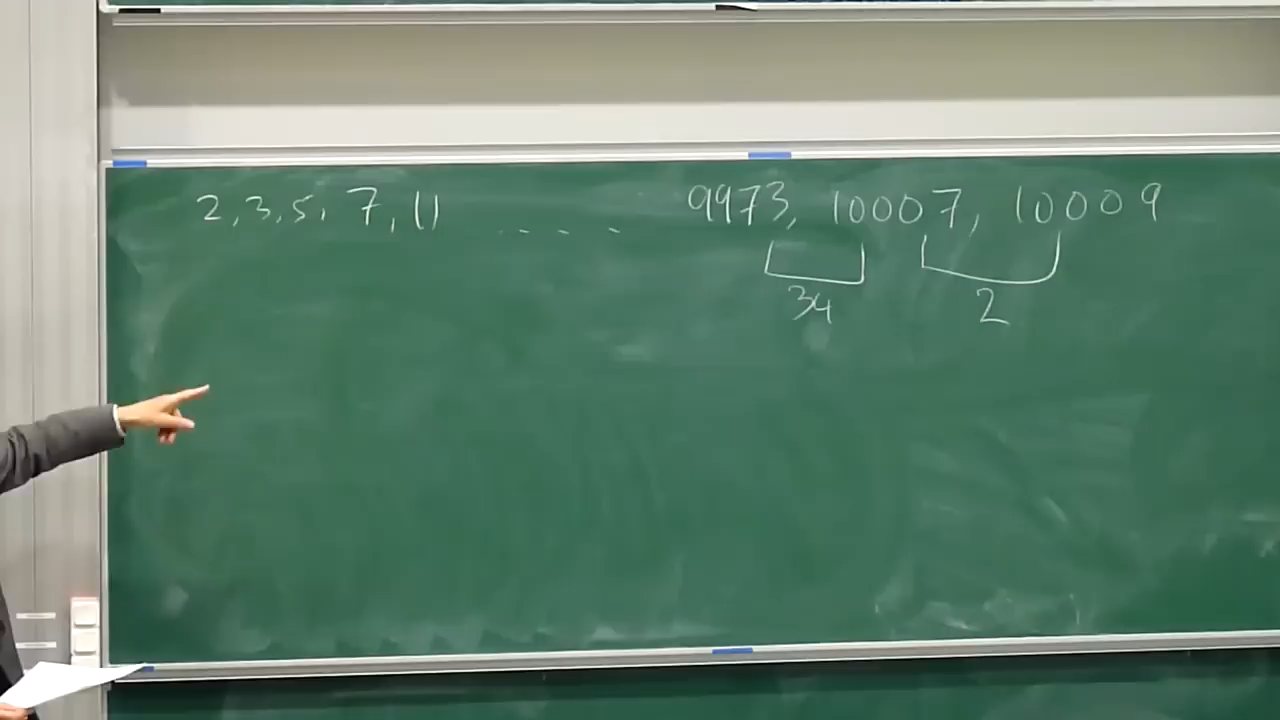 2, 3, 5, 7, 11 .... 9973, 10007, 10009
34 2